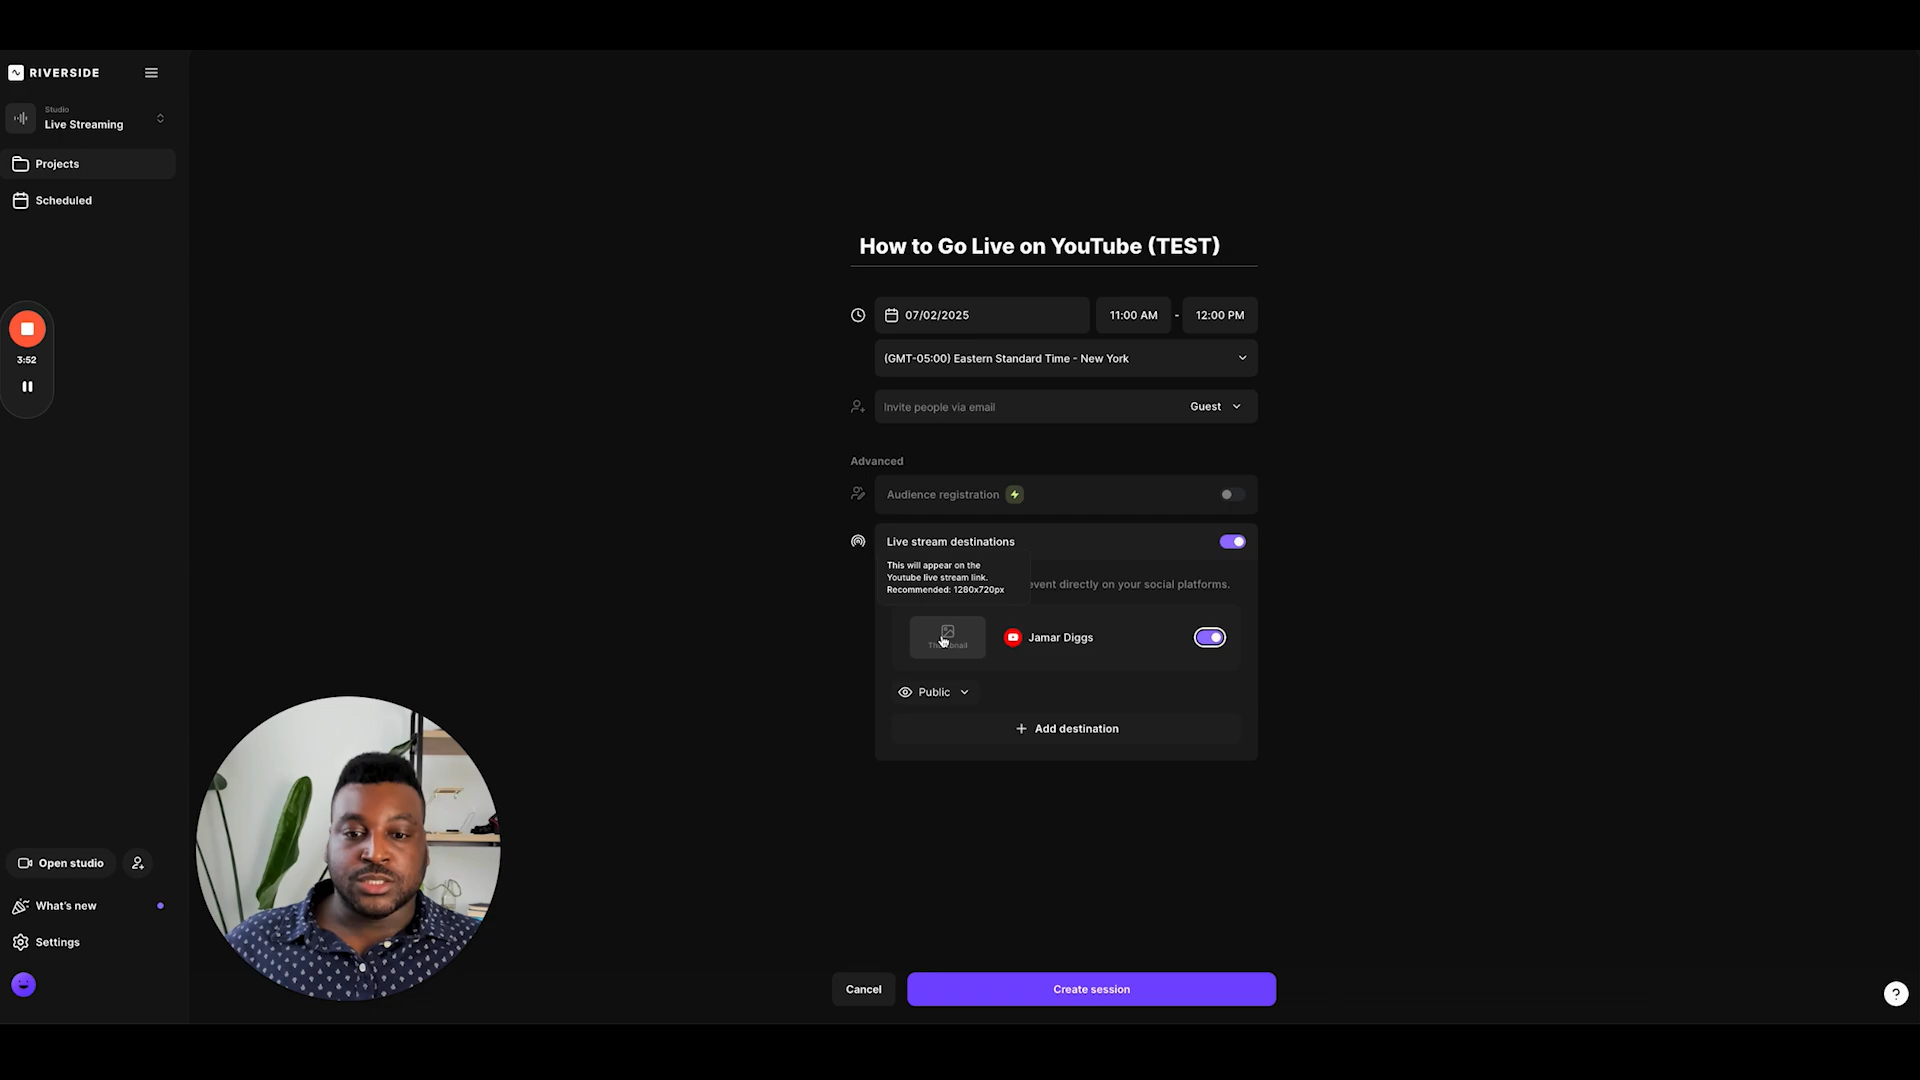 RIVERSIDE
Studio
Live Streaming
Projects
Scheduled
3:52
How to Go Live on YouTube (TEST)
07/02/2025
11:00 AM - 12:00 PM
(GMT-05:00) Eastern Standard Time - New York
Invite people via email
Guest
Advanced
Audience registration
Live stream destinations
This will appear on the
Youtube live stream link.
Recommended: 1280x720px
event directly on your social platforms.
Jamar Diggs
Public
Add destination
Open studio
What's new
Settings
Cancel
Create session
?